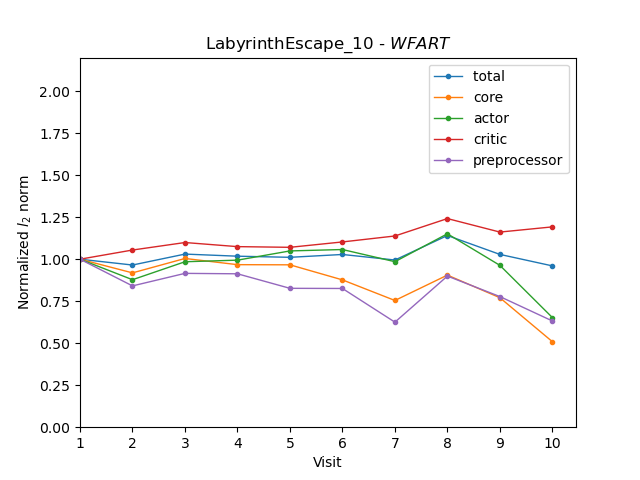 LabyrinthEscape_10 - WFART
total
core
actor
critic
preprocessor
Normalized l₂ norm
2.00
1.75
1.50
1.25
1.00
0.75
0.50
0.25
0.00
1 2 3 4 5 6 7 8 9 10
Visit